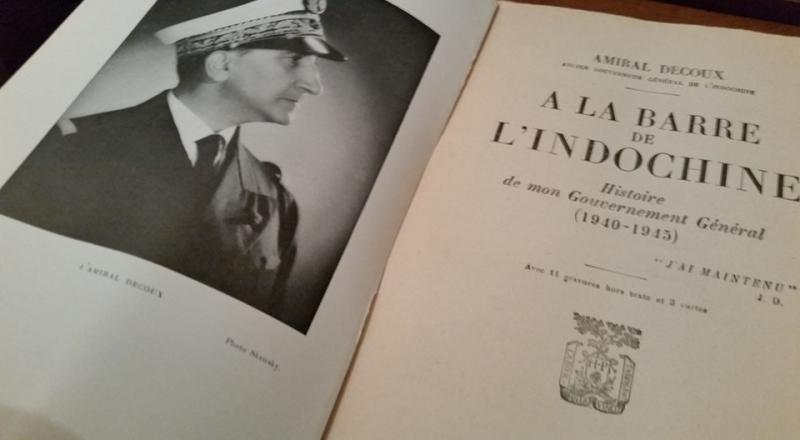 L'AMIRAL DECOUX
AMIRAL DECOUX
ANCIEN GOUVERNEUR GÉNÉRAL DE L'INDOCHINE
A LA BARRE
DE
L'INDOCHINE
Histoire
de mon Gouvernement Général
(1940-1945)
"J'AI MAINTENU"
J. D.
Avec 11 gravures hors texte et 3 cartes